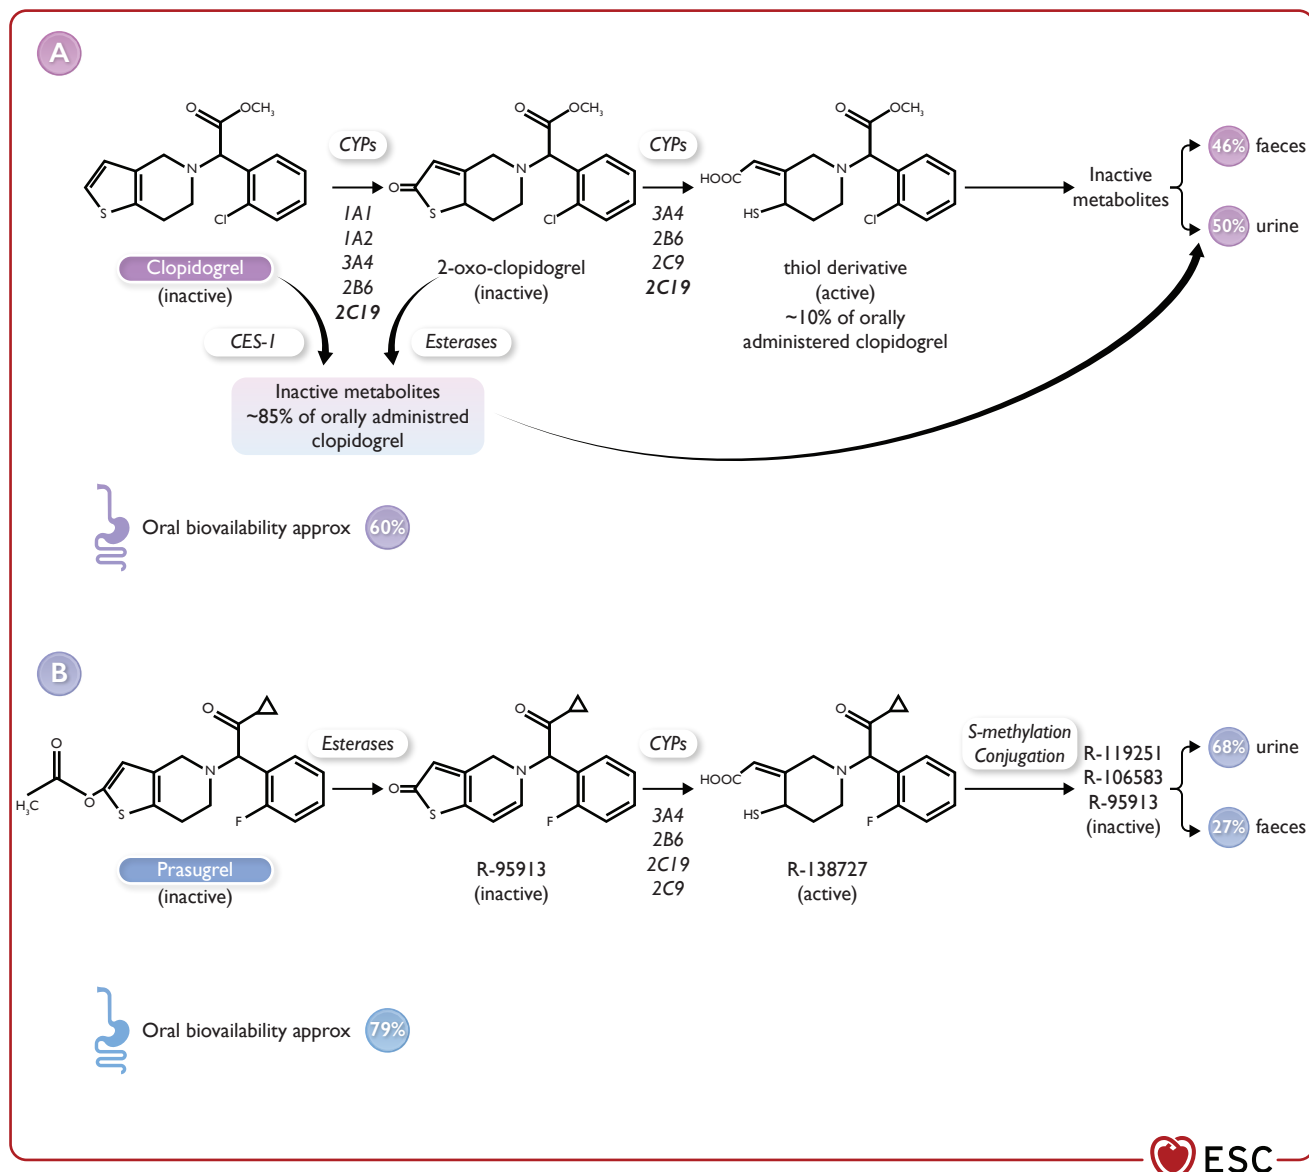 A
O
OCH3
N
S
Cl
Clopidogrel
(inactive)
CYPs
1A1
1A2
3A4
2B6
2C19
O
OCH3
N
O
S
Cl
2-oxo-clopidogrel
(inactive)
CYPs
3A4
2B6
2C9
2C19
O
OCH3
N
HOOC
HS
Cl
thiol derivative
(active)
~10% of orally
administered clopidogrel
Inactive
metabolites
46% faeces
50% urine
CES-1
Esterases
Inactive metabolites
~85% of orally administred
clopidogrel
Oral biovailability approx 60%
B
O
O
N
H3C
O
S
F
Prasugrel
(inactive)
Esterases
O
N
O
S
F
R-95913
(inactive)
CYPs
3A4
2B6
2C19
2C9
O
N
HOOC
HS
F
R-138727
(active)
S-methylation
Conjugation
R-119251
R-106583
R-95913
(inactive)
68% urine
27% faeces
Oral biovailability approx 79%
ESC